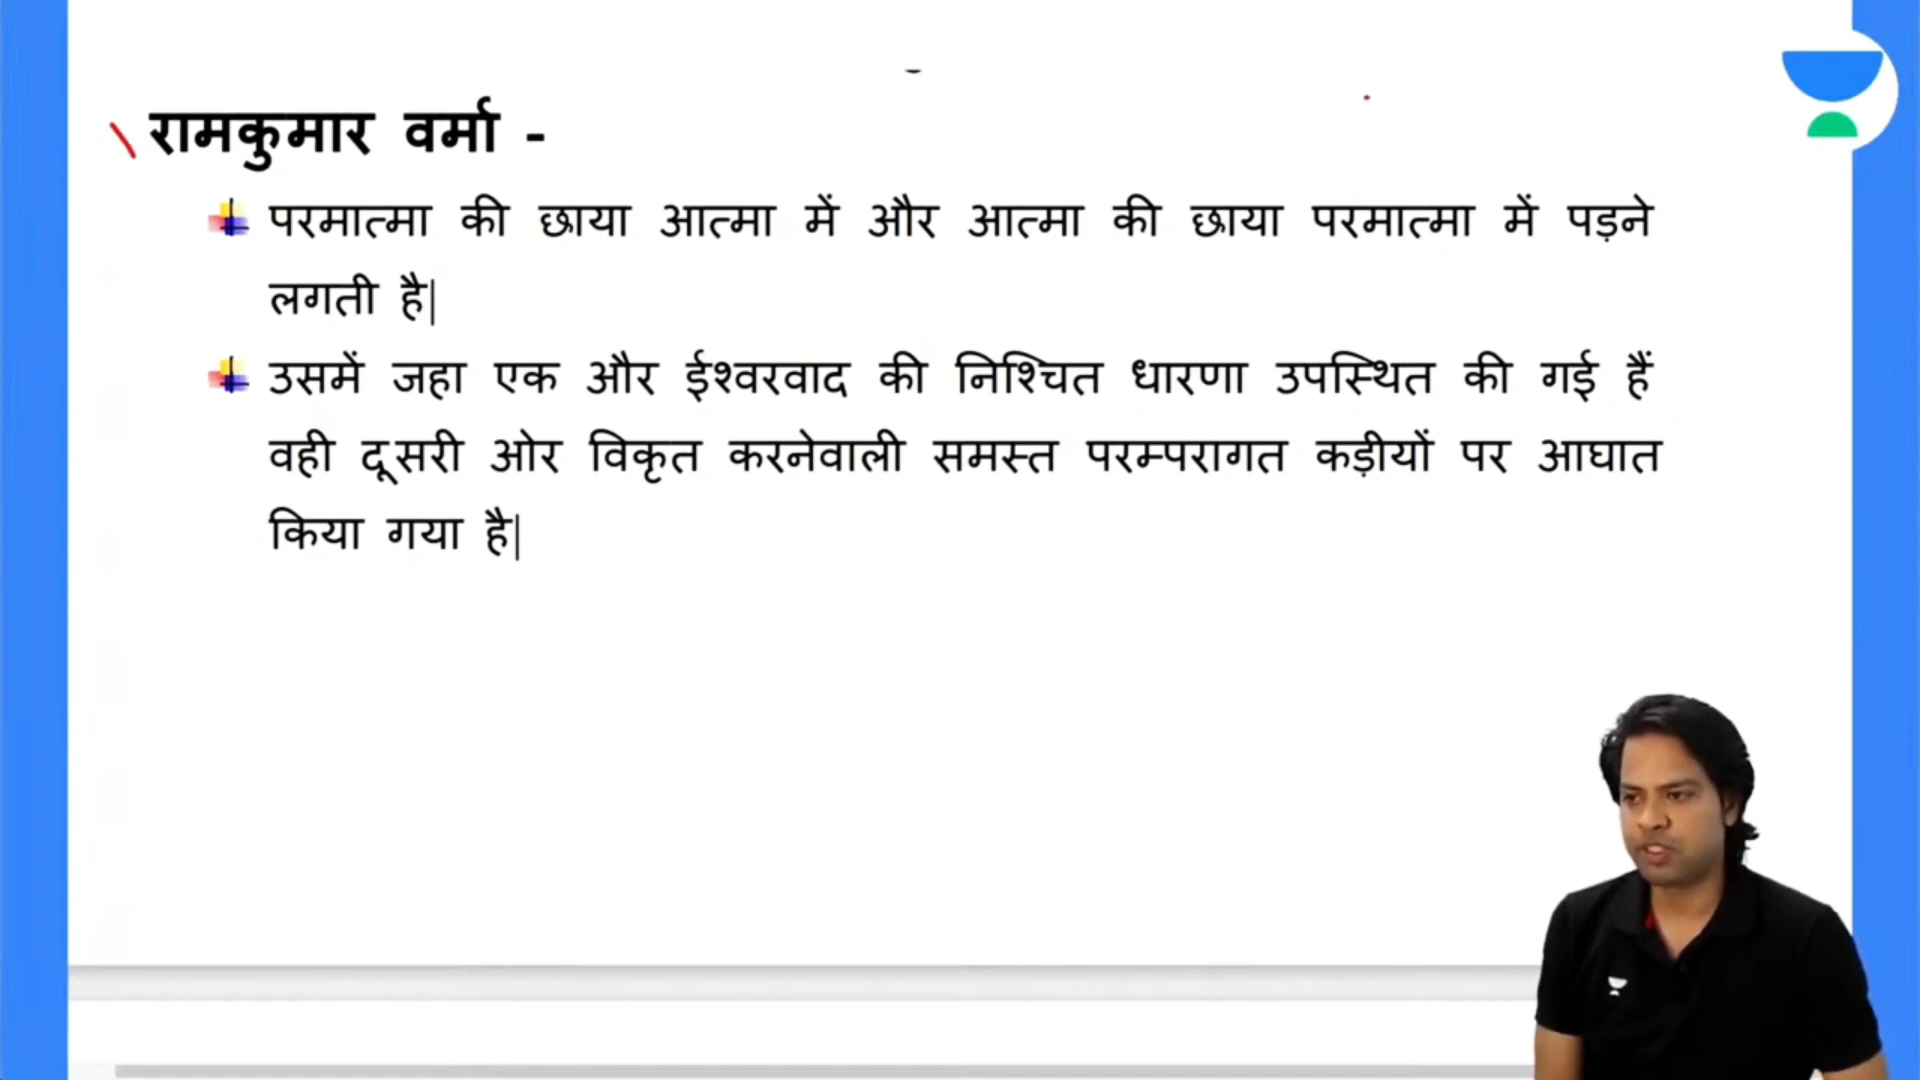 रामकुमार वर्मा -
परमात्मा की छाया आत्मा में और आत्मा की छाया परमात्मा में पड़ने
लगती है|
उसमें जहा एक और ईश्वरवाद की निश्चित धारणा उपस्थित की गई हैं
वही दूसरी ओर विकृत करनेवाली समस्त परम्परागत कड़ीयों पर आघात
किया गया है|